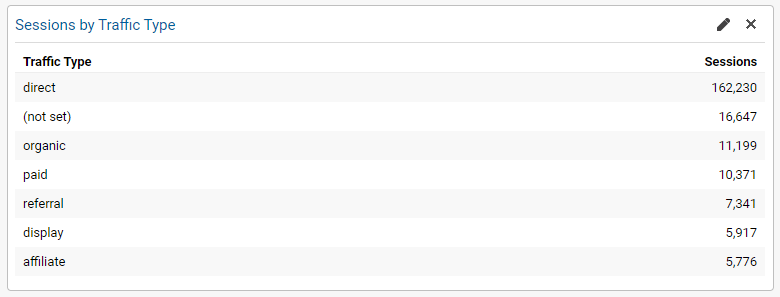 Sessions by Traffic Type
Traffic Type Sessions
direct 162,230
(not set) 16,647
organic 11,199
paid 10,371
referral 7,341
display 5,917
affiliate 5,776